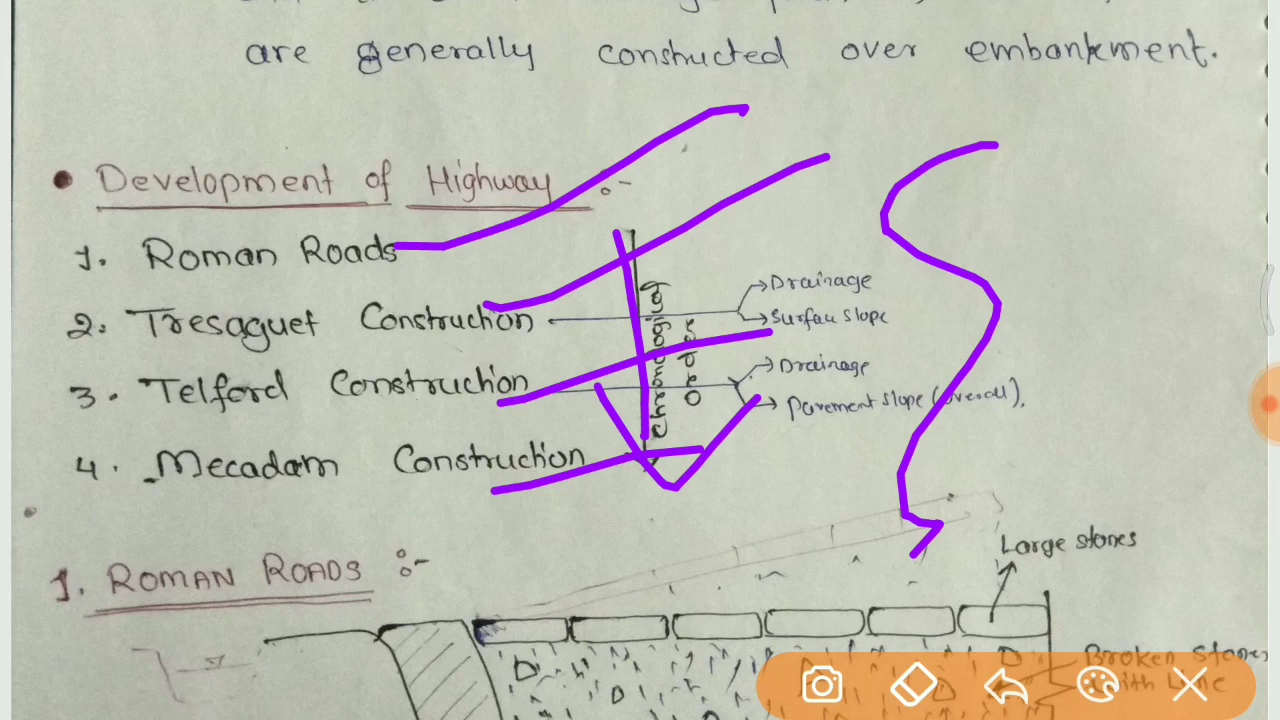 are generally constructed over embankment.
• Development of Highway :-
1. Roman Roads
2. Tresaguet Construction
Drainage
Surfau slope
3. Telford Construction
Drainage
Pavement slope (overall).
Chronological
Order
4. Mecadam Construction
1. ROMAN ROADS :-
Large stones
Broken stones
with Lime